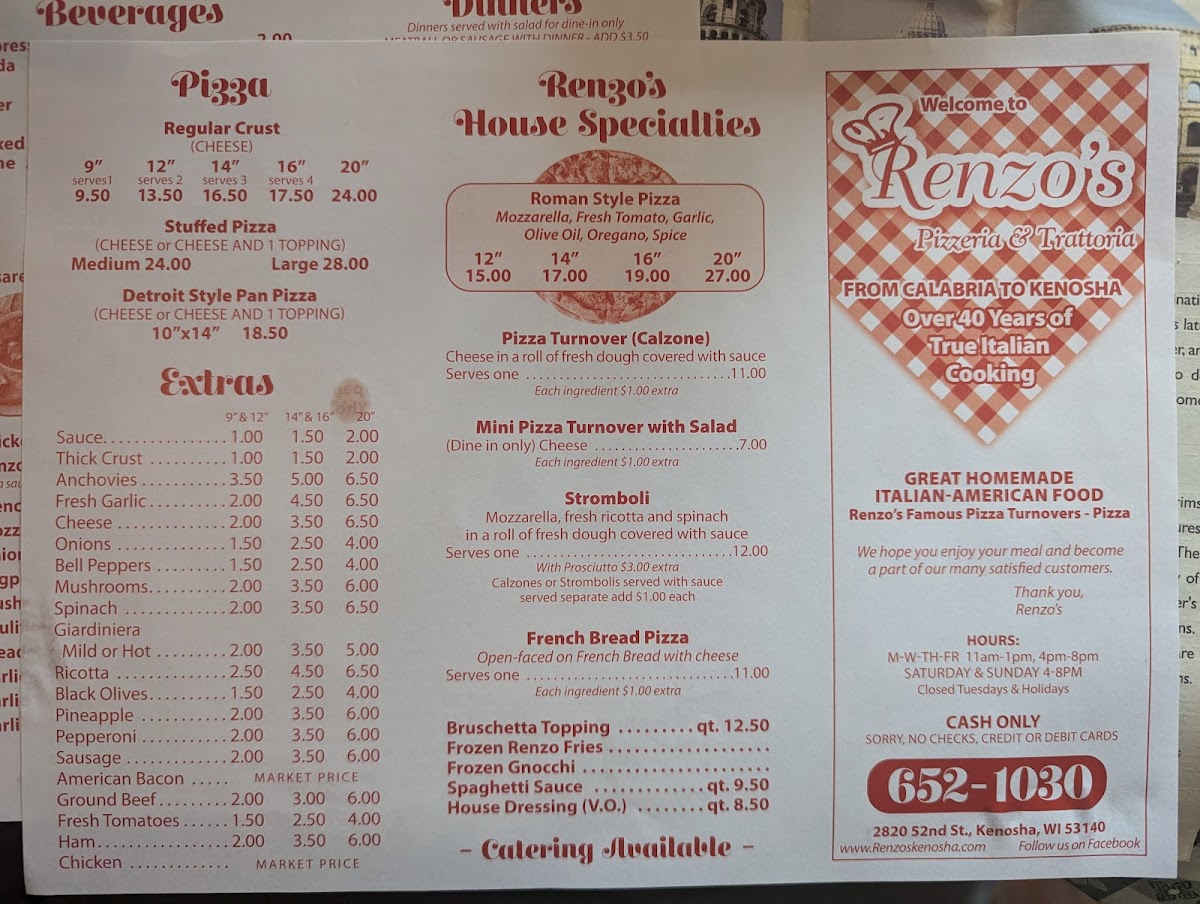 Beverages
2.00
Dinners
Dinners served with salad for dine-in only
MEATBALL OR SAUSAGE WITH DINNER - ADD $3.50
Pizza
Regular Crust
(CHEESE)
9" 12" 14" 16" 20"
serves1 serves 2 serves 3 serves 4
9.50 13.50 16.50 17.50 24.00
Stuffed Pizza
(CHEESE or CHEESE AND 1 TOPPING)
Medium 24.00 Large 28.00
Detroit Style Pan Pizza
(CHEESE or CHEESE AND 1 TOPPING)
10"x14" 18.50
Extras
9" & 12" 14" & 16" 20"
Sauce................ 1.00 1.50 2.00
Thick Crust .......... 1.00 1.50 2.00
Anchovies ........... 3.50 5.00 6.50
Fresh Garlic .......... 2.00 4.50 6.50
Cheese .............. 2.00 3.50 6.50
Onions .............. 1.50 2.50 4.00
Bell Peppers ......... 1.50 2.50 4.00
Mushrooms.......... 2.00 3.50 6.00
Spinach ............. 2.00 3.50 6.50
Giardiniera
Mild or Hot ......... 2.00 3.50 5.00
Ricotta .............. 2.50 4.50 6.50
Black Olives.......... 1.50 2.50 4.00
Pineapple ........... 2.00 3.50 6.00
Pepperoni ........... 2.00 3.50 6.00
Sausage ............. 2.00 3.50 6.00
American Bacon ..... MARKET PRICE
Ground Beef ......... 2.00 3.00 6.00
Fresh Tomatoes ...... 1.50 2.50 4.00
Ham................. 2.00 3.50 6.00
Chicken ............. MARKET PRICE
Renzo's
House Specialties
Roman Style Pizza
Mozzarella, Fresh Tomato, Garlic,
Olive Oil, Oregano, Spice
12" 14" 16" 20"
15.00 17.00 19.00 27.00
Pizza Turnover (Calzone)
Cheese in a roll of fresh dough covered with sauce
Serves one ..............................11.00
Each ingredient $1.00 extra
Mini Pizza Turnover with Salad
(Dine in only) Cheese .....................7.00
Each ingredient $1.00 extra
Stromboli
Mozzarella, fresh ricotta and spinach
in a roll of fresh dough covered with sauce
Serves one ..............................12.00
With Prosciutto $3.00 extra
Calzones or Strombolis served with sauce
served separate add $1.00 each
French Bread Pizza
Open-faced on French Bread with cheese
Serves one ..............................11.00
Each ingredient $1.00 extra
Bruschetta Topping ......... qt. 12.50
Frozen Renzo Fries ....................
Frozen Gnocchi .......................
Spaghetti Sauce ............ qt. 9.50
House Dressing (V.O.) ........ qt. 8.50
- Catering Available -
Welcome to
Renzo's
Pizzeria & Trattoria
FROM CALABRIA TO KENOSHA
Over 40 Years of
True Italian
Cooking
GREAT HOMEMADE
ITALIAN-AMERICAN FOOD
Renzo's Famous Pizza Turnovers - Pizza
We hope you enjoy your meal and become
a part of our many satisfied customers.
Thank you,
Renzo's
HOURS:
M-W-TH-FR 11am-1pm, 4pm-8pm
SATURDAY & SUNDAY 4-8PM
Closed Tuesdays & Holidays
CASH ONLY
SORRY, NO CHECKS, CREDIT OR DEBIT CARDS
652-1030
2820 52nd St., Kenosha, WI 53140
www.Renzoskenosha.com Follow us on Facebook